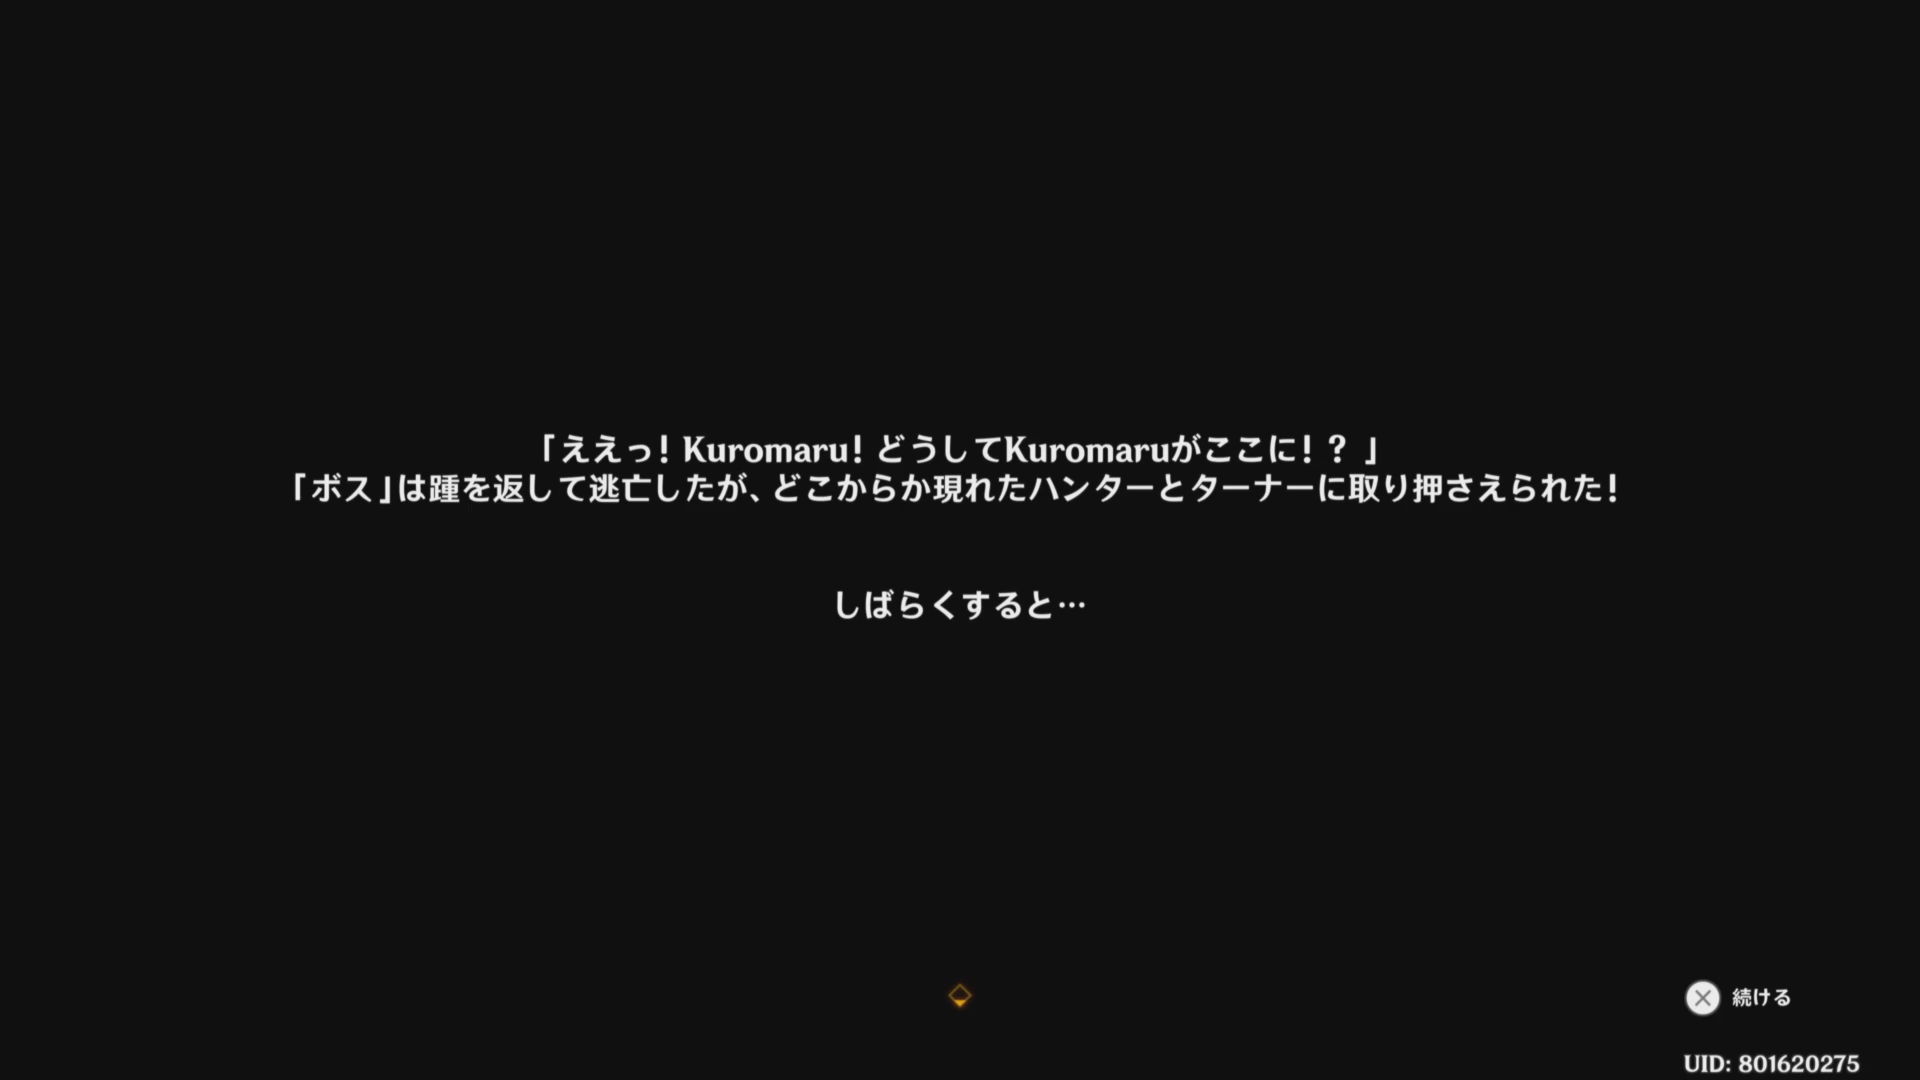 「ええっ！Kuromaru！どうしてKuromaruがここに！？」
「ボス」は踵を返して逃亡したが、どこからか現れたハンターとターナーに取り押さえられた！
しばらくすると…
続ける
UID: 801620275